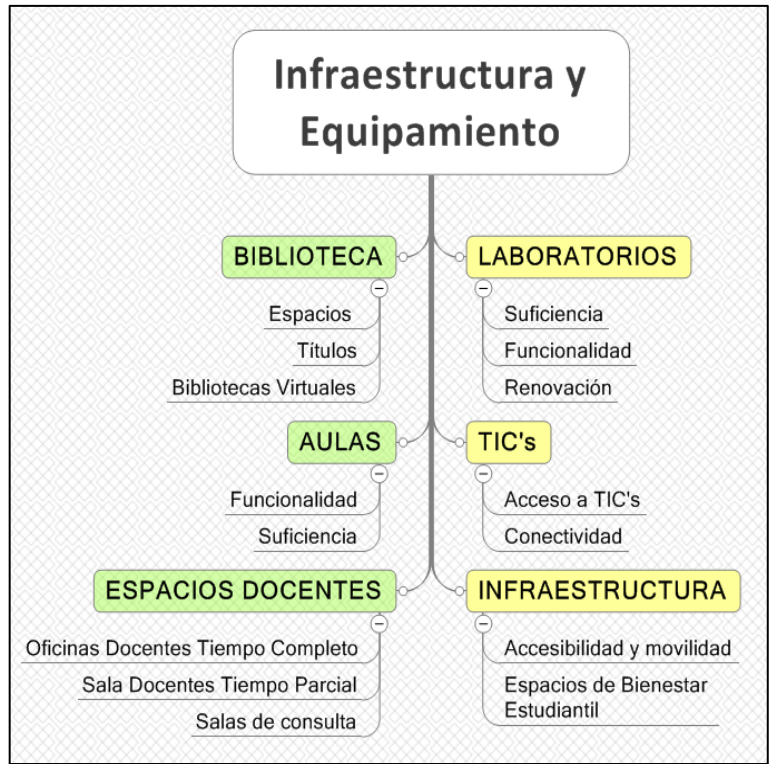 Infraestructura y
Equipamiento
BIBLIOTECA
Espacios
Títulos
Bibliotecas Virtuales
AULAS
Funcionalidad
Suficiencia
ESPACIOS DOCENTES
Oficinas Docentes Tiempo Completo
Sala Docentes Tiempo Parcial
Salas de consulta
LABORATORIOS
Suficiencia
Funcionalidad
Renovación
TIC's
Acceso a TIC's
Conectividad
INFRAESTRUCTURA
Accesibilidad y movilidad
Espacios de Bienestar
Estudiantil